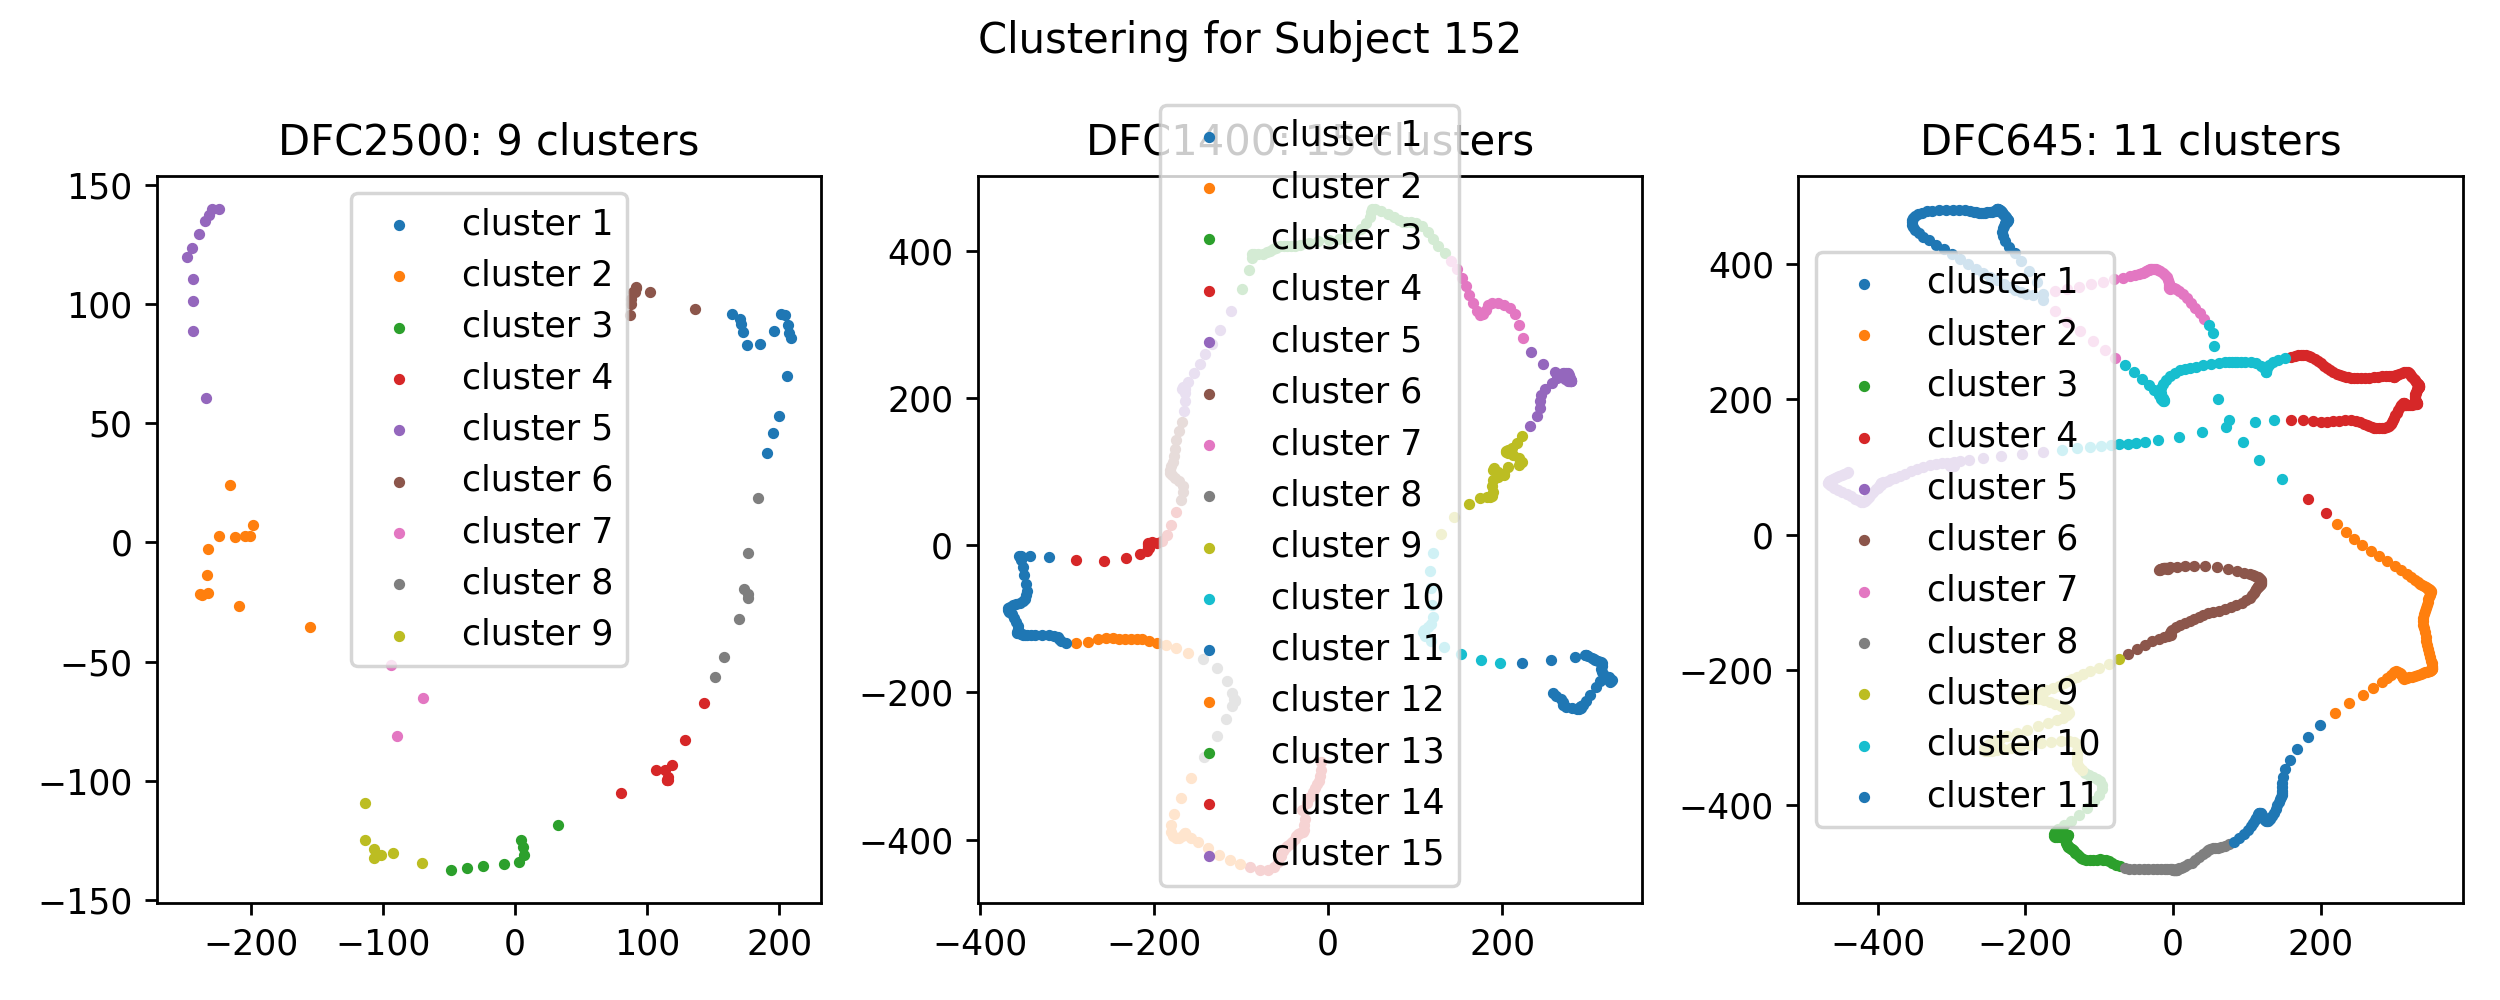 Clustering for Subject 152
DFC2500: 9 clusters
150
100
50
0
−50
−100
−150
−200
−100
0
100
200
cluster 1
cluster 2
cluster 3
cluster 4
cluster 5
cluster 6
cluster 7
cluster 8
cluster 9
DFC1400: 15 clusters
400
200
0
−200
−400
−400
−200
0
200
cluster 1
cluster 2
cluster 3
cluster 4
cluster 5
cluster 6
cluster 7
cluster 8
cluster 9
cluster 10
cluster 11
cluster 12
cluster 13
cluster 14
cluster 15
DFC645: 11 clusters
400
200
0
−200
−400
−400
−200
0
200
cluster 1
cluster 2
cluster 3
cluster 4
cluster 5
cluster 6
cluster 7
cluster 8
cluster 9
cluster 10
cluster 11